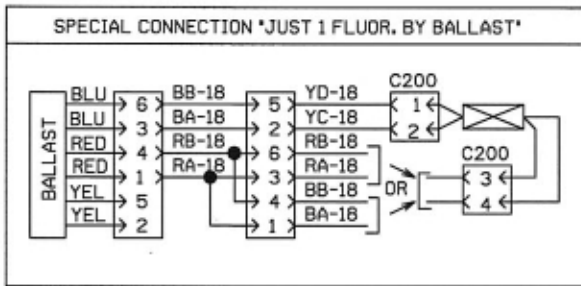 SPECIAL CONNECTION "JUST 1 FLUOR. BY BALLAST"
C200
BLU 6 BB-18 5 YD-18 1
BLU 3 BA-18 2 YC-18 2
RED 4 RB-18 6 RB-18
C200
RED 1 RA-18 3 RA-18 3
YEL 5 4 BB-18 OR 4
YEL 2 1 BA-18
BALLAST